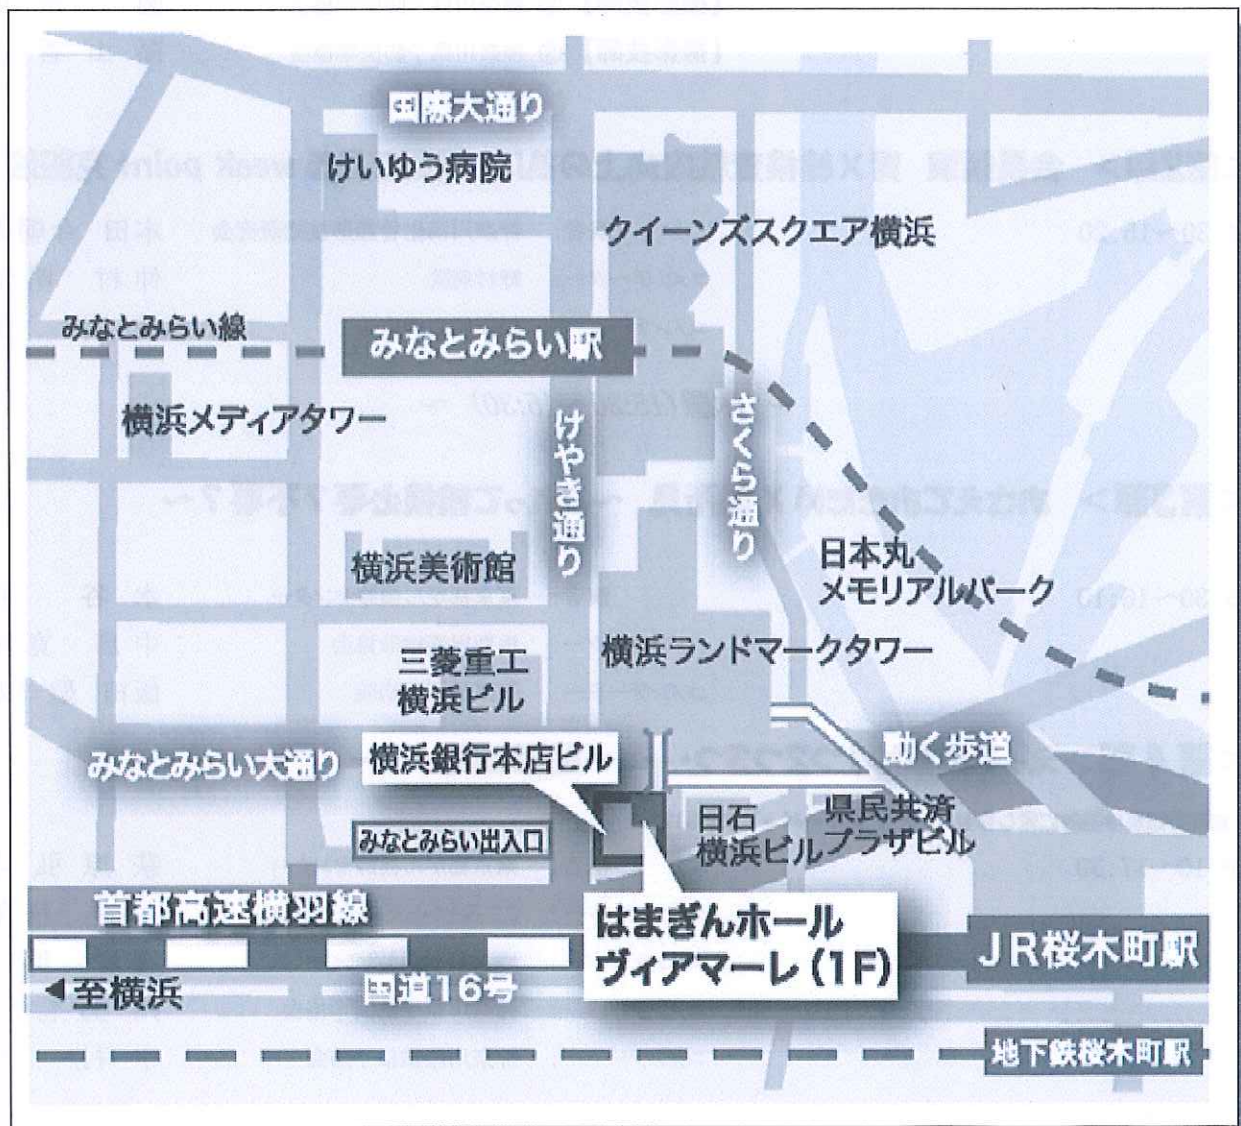 国際大通り
けいゆう病院
クイーンズスクエア横浜
みなとみらい線
みなとみらい駅
横浜メディアタワー
けやき通り
さくら通り
日本丸
メモリアルパーク
横浜美術館
横浜ランドマークタワー
三菱重工
横浜ビル
みなとみらい大通り
横浜銀行本店ビル
動く歩道
みなとみらい出入口
日石
横浜ビル
県民共済
プラザビル
首都高速横羽線
はまぎんホール
ヴィアマーレ(1F)
JR桜木町駅
◀至横浜
国道16号
地下鉄桜木町駅